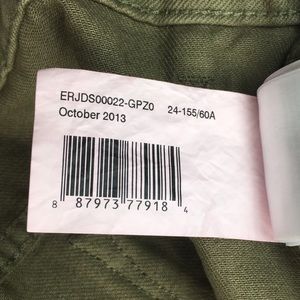 ERJDS00022-GPZ0 24-155/60A
October 2013
8 87973 77918 4